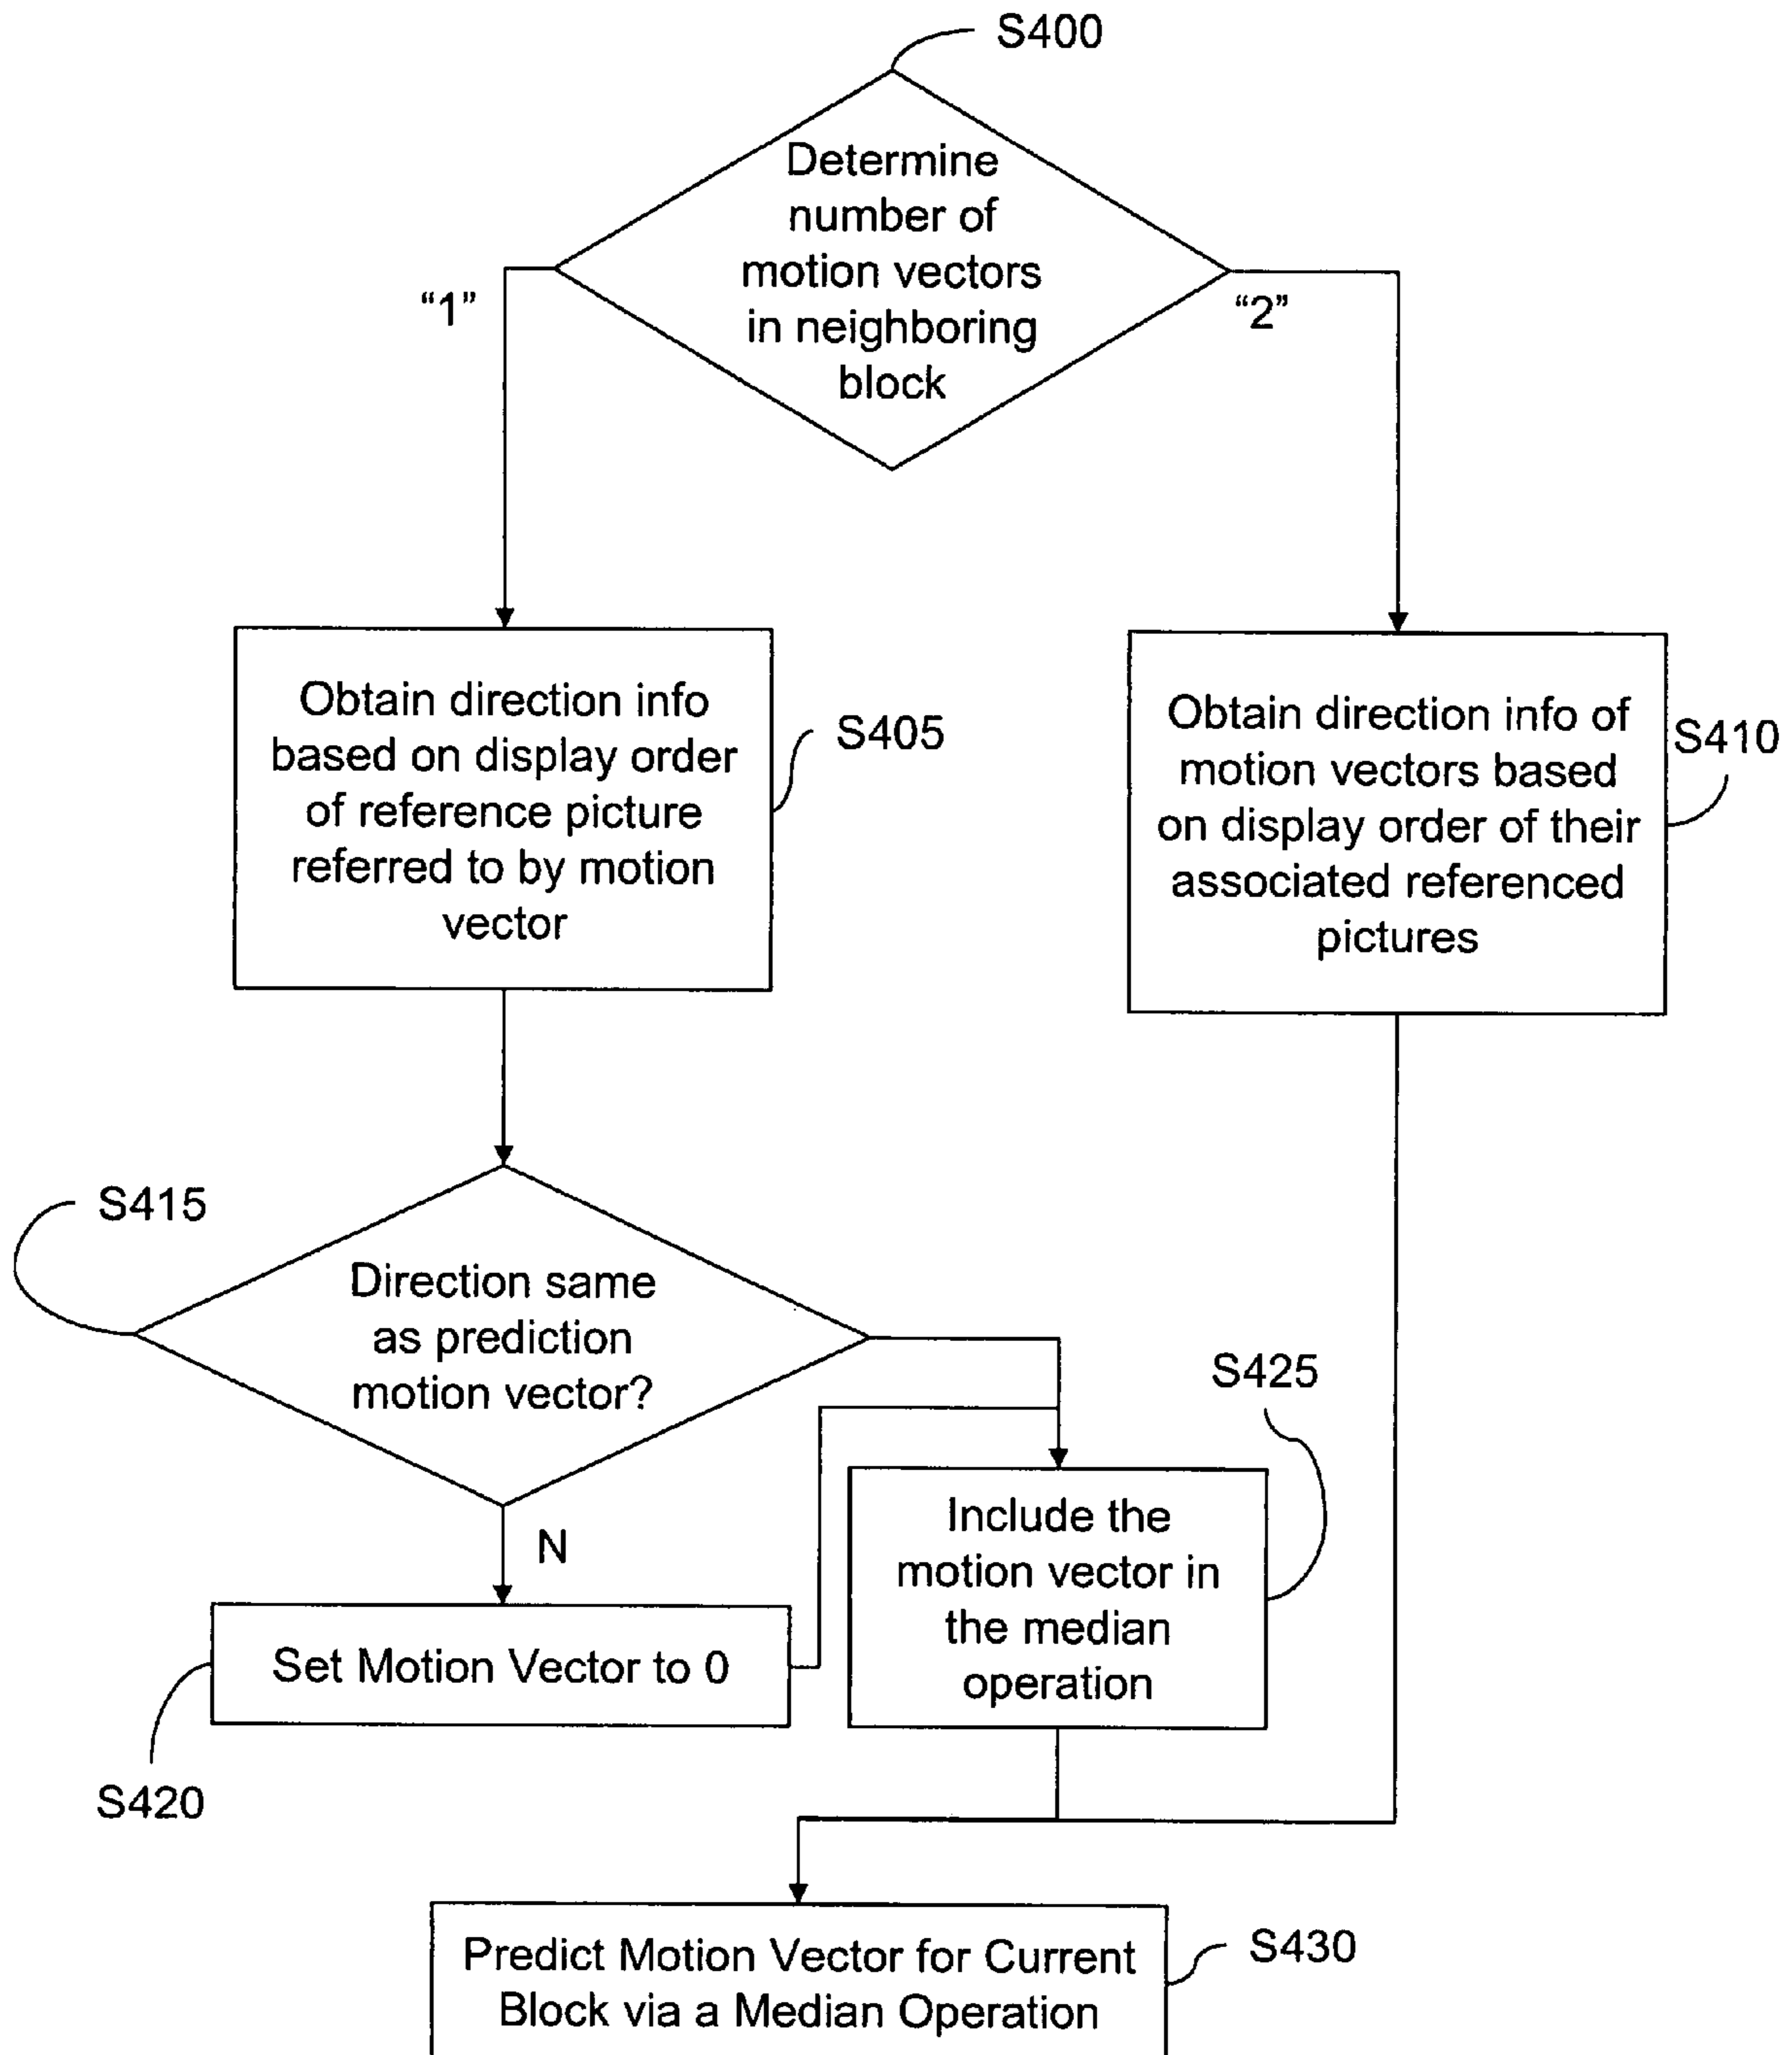 S400
Determine
number of
motion vectors
in neighboring
block
“1”
“2”
Obtain direction info
based on display order
of reference picture
referred to by motion
vector
S405
Obtain direction info of
motion vectors based
on display order of their
associated referenced
pictures
S410
S415
Direction same
as prediction
motion vector?
S425
N
Include the
motion vector in
the median
operation
Set Motion Vector to 0
S420
Predict Motion Vector for Current
Block via a Median Operation
S430